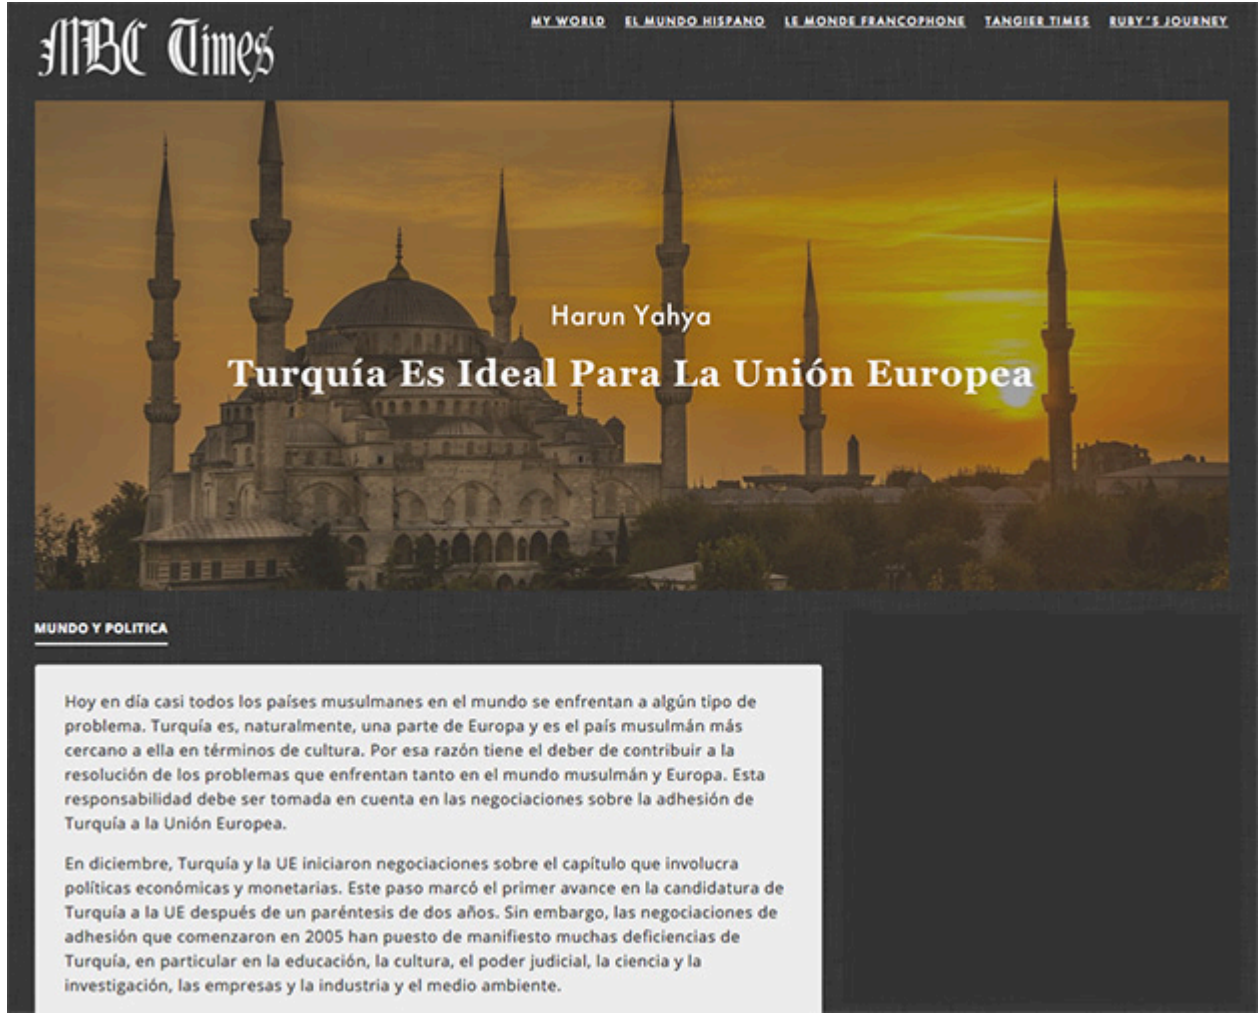 MBC Times
MY WORLD EL MUNDO HISPANO LE MONDE FRANCOPHONE TANGIER TIMES RUBY'S JOURNEY
Harun Yahya
Turquía Es Ideal Para La Unión Europea
MUNDO Y POLITICA
Hoy en día casi todos los países musulmanes en el mundo se enfrentan a algún tipo de
problema. Turquía es, naturalmente, una parte de Europa y es el país musulmán más
cercano a ella en términos de cultura. Por esa razón tiene el deber de contribuir a la
resolución de los problemas que enfrentan tanto en el mundo musulmán y Europa. Esta
responsabilidad debe ser tomada en cuenta en las negociaciones sobre la adhesión de
Turquía a la Unión Europea.
En diciembre, Turquía y la UE iniciaron negociaciones sobre el capítulo que involucra
políticas económicas y monetarias. Este paso marcó el primer avance en la candidatura de
Turquía a la UE después de un paréntesis de dos años. Sin embargo, las negociaciones de
adhesión que comenzaron en 2005 han puesto de manifiesto muchas deficiencias de
Turquía, en particular en la educación, la cultura, el poder judicial, la ciencia y la
investigación, las empresas y la industria y el medio ambiente.